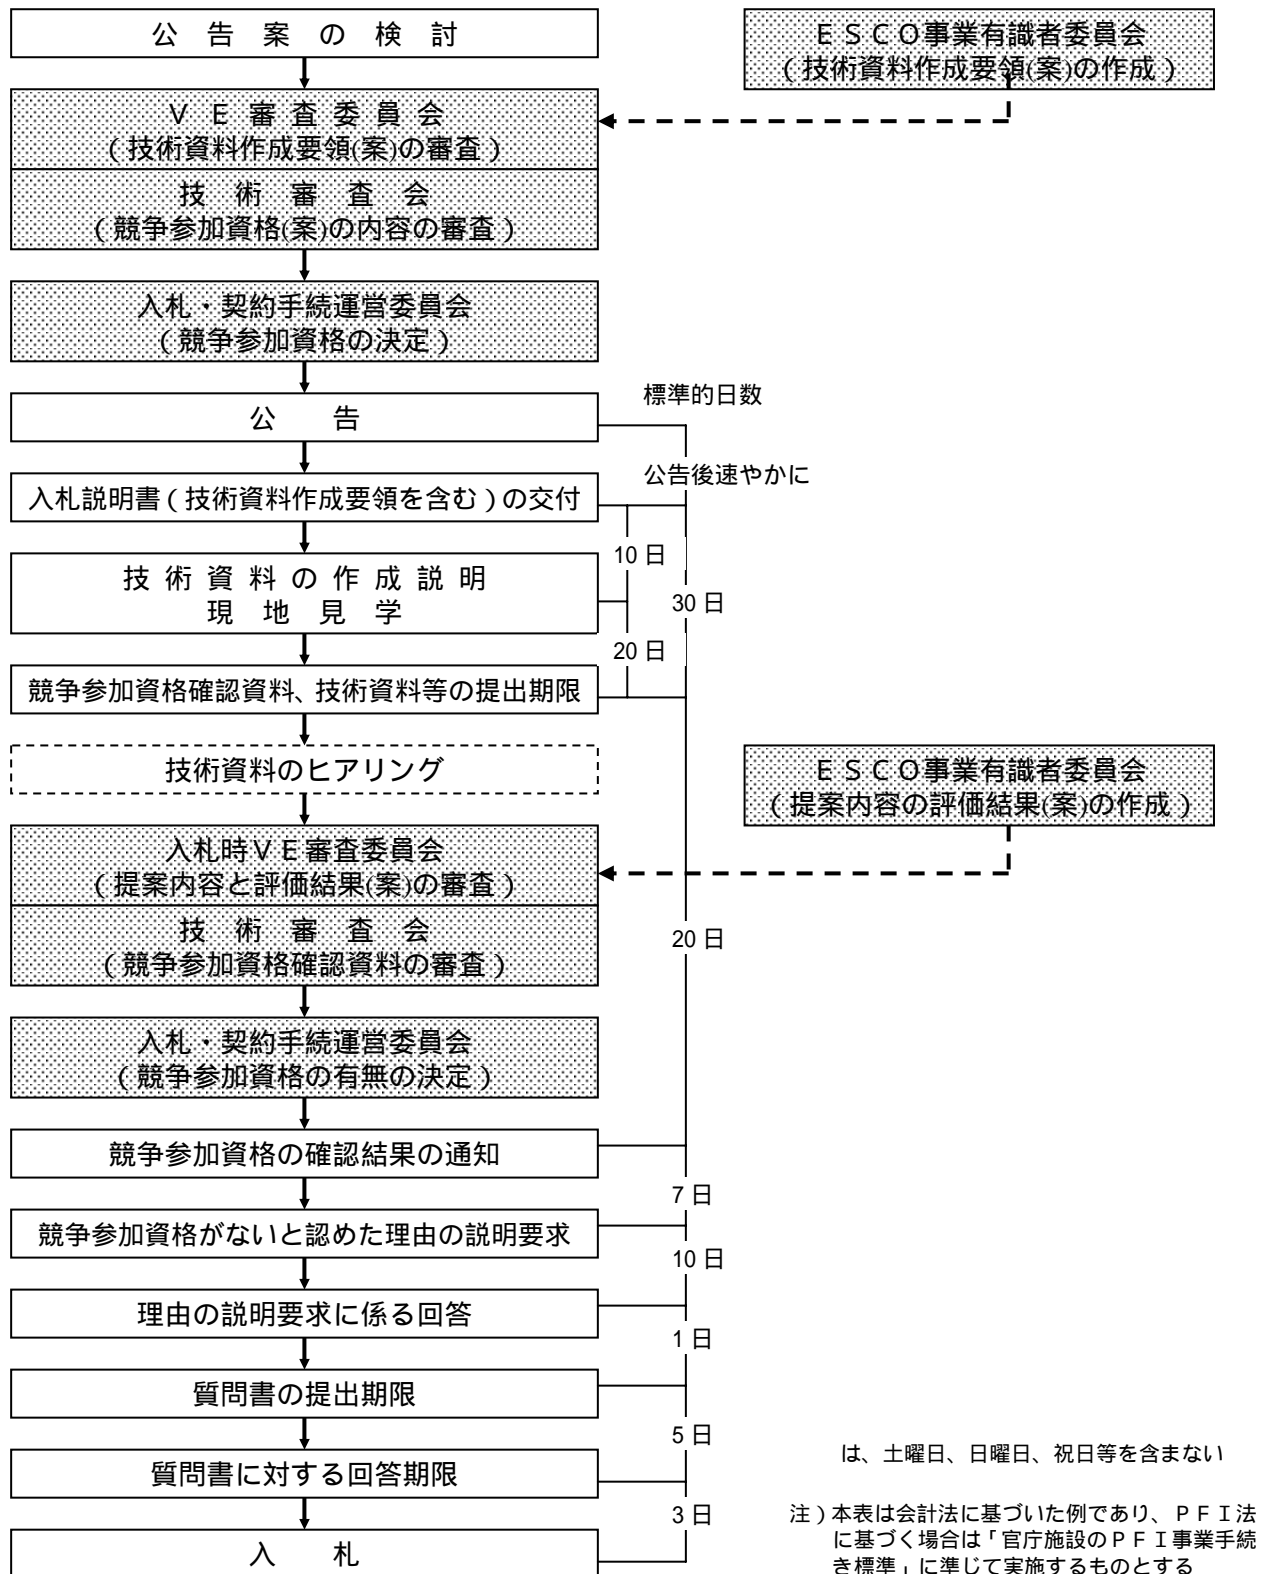 公告案の検討
ESCO事業有識者委員会
(技術資料作成要領(案)の作成)
VE審査委員会
(技術資料作成要領(案)の審査)
技術審査会
(競争参加資格(案)の内容の審査)
入札・契約手続運営委員会
(競争参加資格の決定)
標準的日数
公告
公告後速やかに
入札説明書(技術資料作成要領を含む)の交付
10日
技術資料の作成説明
現地見学
30日
20日
競争参加資格確認資料、技術資料等の提出期限
技術資料のヒアリング
ESCO事業有識者委員会
(提案内容の評価結果(案)の作成)
入札時VE審査委員会
(提案内容と評価結果(案)の審査)
技術審査会
(競争参加資格確認資料の審査)
20日
入札・契約手続運営委員会
(競争参加資格の有無の決定)
競争参加資格の確認結果の通知
7日
競争参加資格がないと認めた理由の説明要求
10日
理由の説明要求に係る回答
1日
質問書の提出期限
5日
質問書に対する回答期限
3日
入札
は、土曜日、日曜日、祝日等を含まない
注)本表は会計法に基づいた例であり、PFI法
に基づく場合は「官庁施設のPFI事業手続
き標準」に準じて実施するものとする